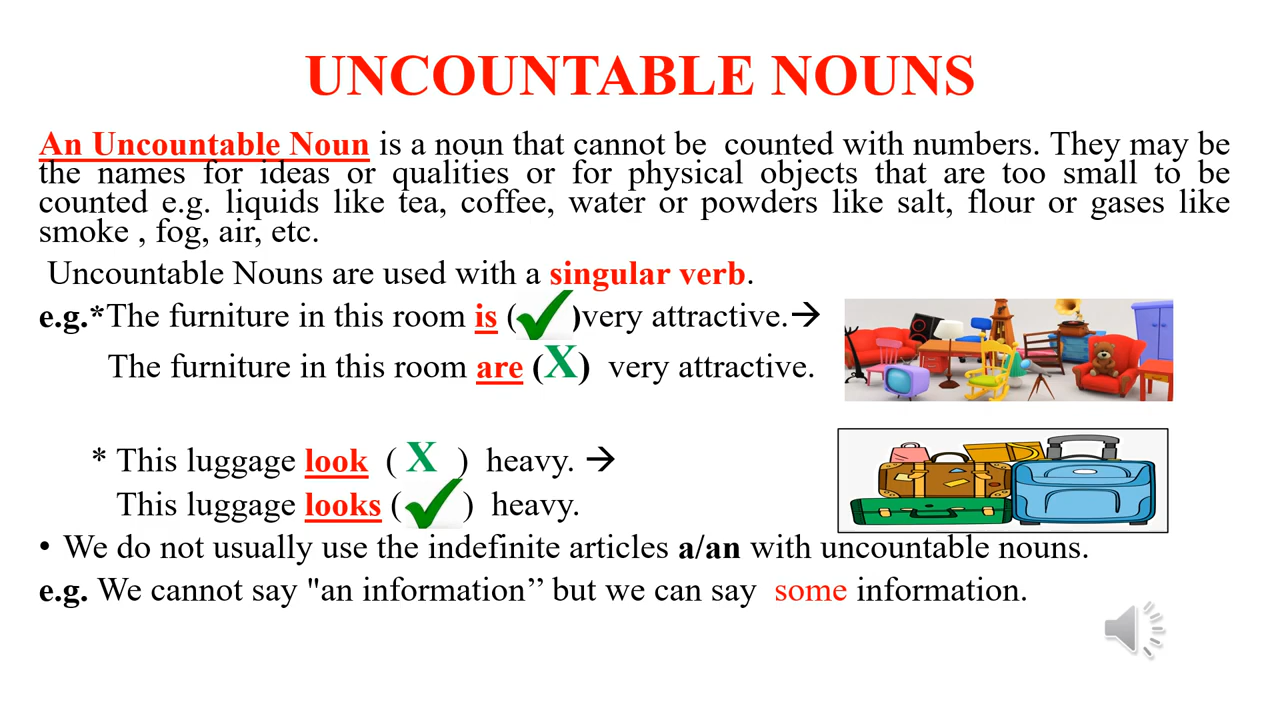 UNCOUNTABLE NOUNS
An Uncountable Noun is a noun that cannot be counted with numbers. They may be
the names for ideas or qualities or for physical objects that are too small to be
counted e.g. liquids like tea, coffee, water or powders like salt, flour or gases like
smoke , fog, air, etc.
Uncountable Nouns are used with a singular verb.
e.g.*The furniture in this room is (✓)very attractive.→
The furniture in this room are (X) very attractive.
* This luggage look ( X ) heavy. →
This luggage looks (✓) heavy.
• We do not usually use the indefinite articles a/an with uncountable nouns.
e.g. We cannot say "an information’’ but we can say some information.